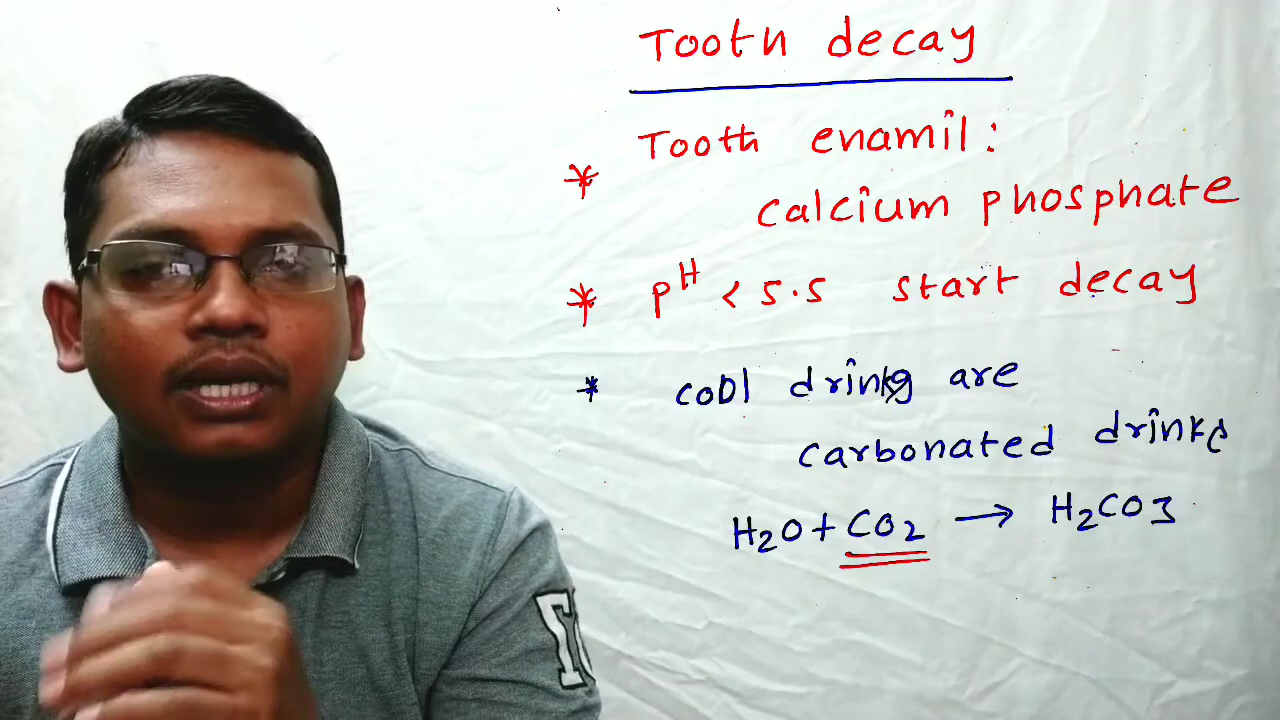 Tooth decay
* Tooth enamil:
calcium phosphate
* pH < 5.5 start decay
* cool drinks are
carbonated drinks
H2O + CO2 → H2CO3